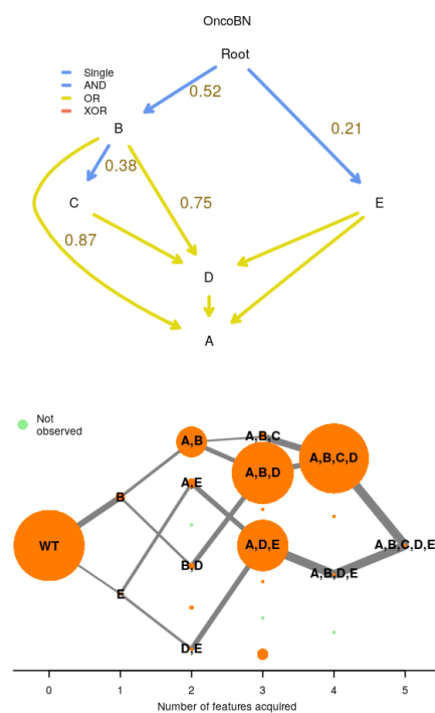 OncoBN
Root
Single
AND
OR
XOR
0.52
0.21
B
0.38
C
0.75
E
0.87
D
A
Not
observed
A,B
A,B,C
A,B,D
A,B,C,D
A,E
B
WT
A,D,E
A,B,C,D,E
B,D
A,B,D,E
E
D,E
0 1 2 3 4 5
Number of features acquired